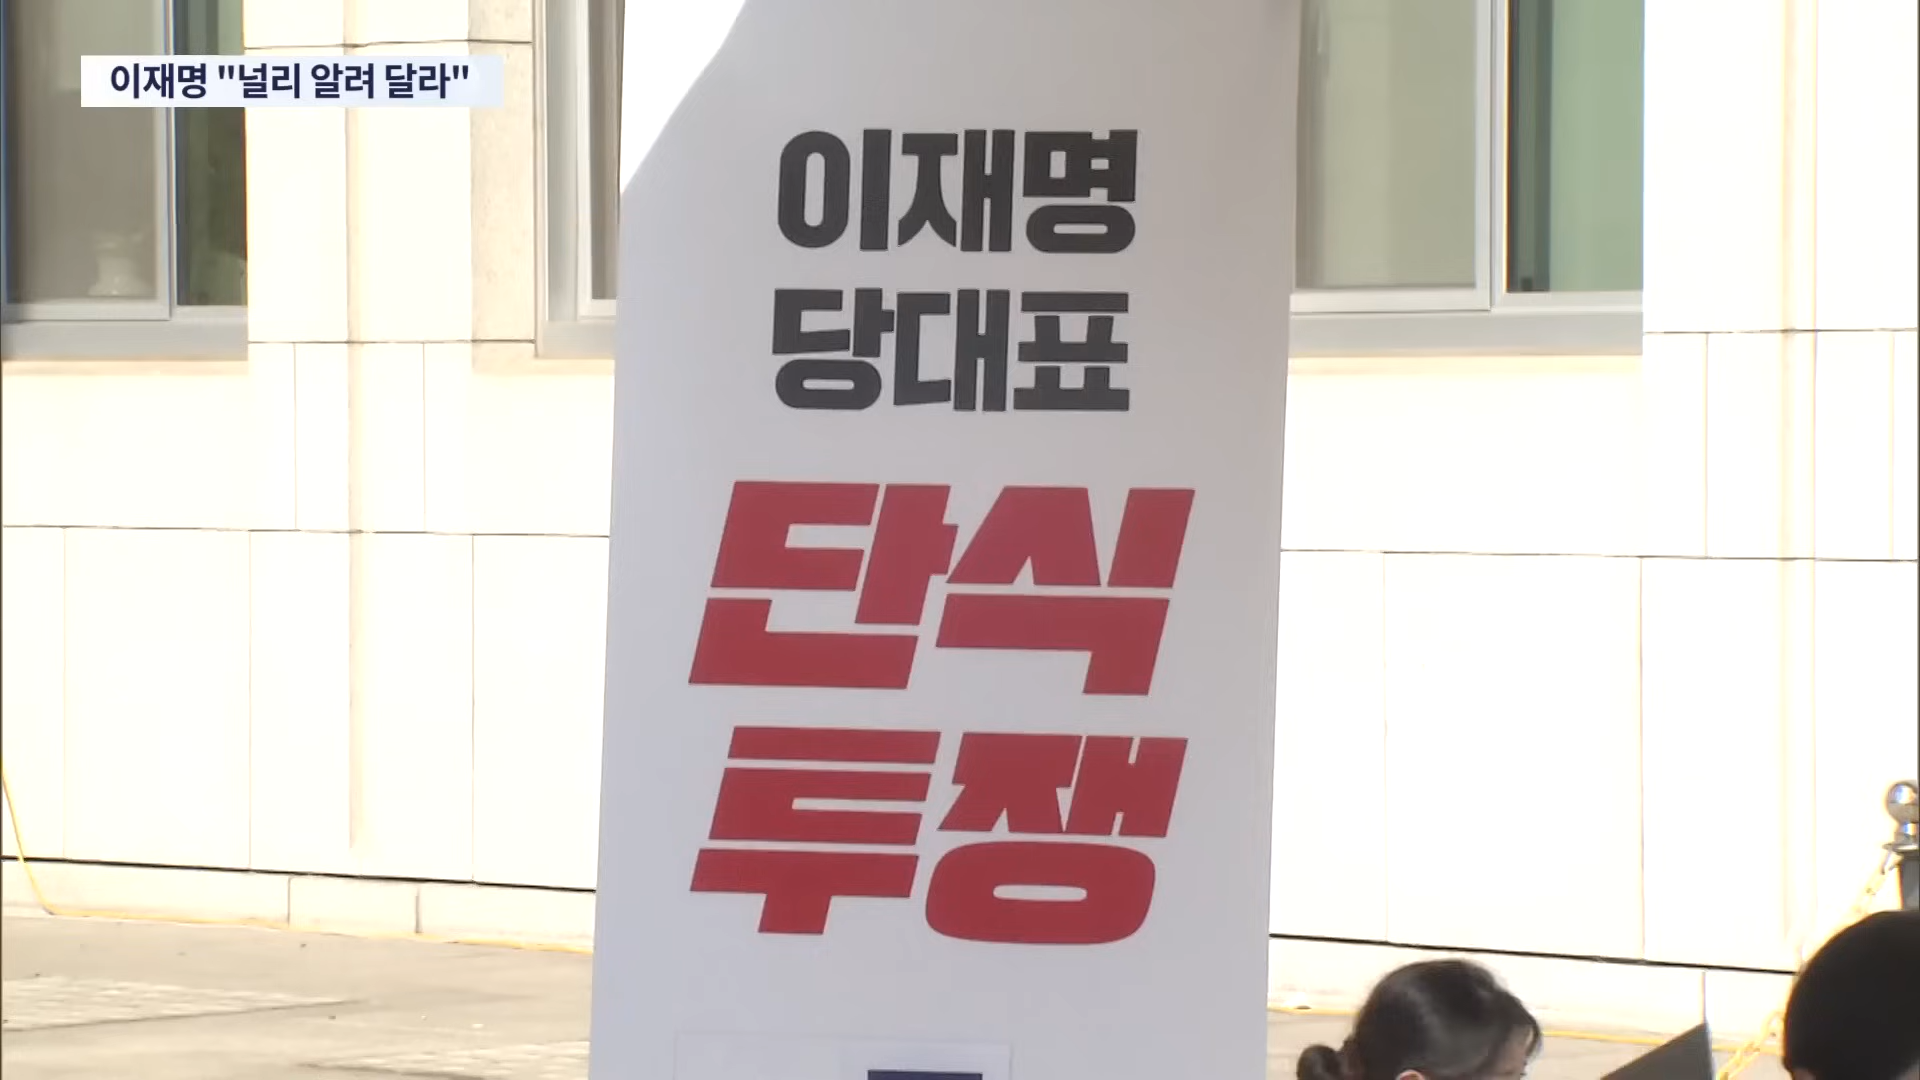 이재명 "널리 알려 달라"
이재명
당대표
단식
투쟁